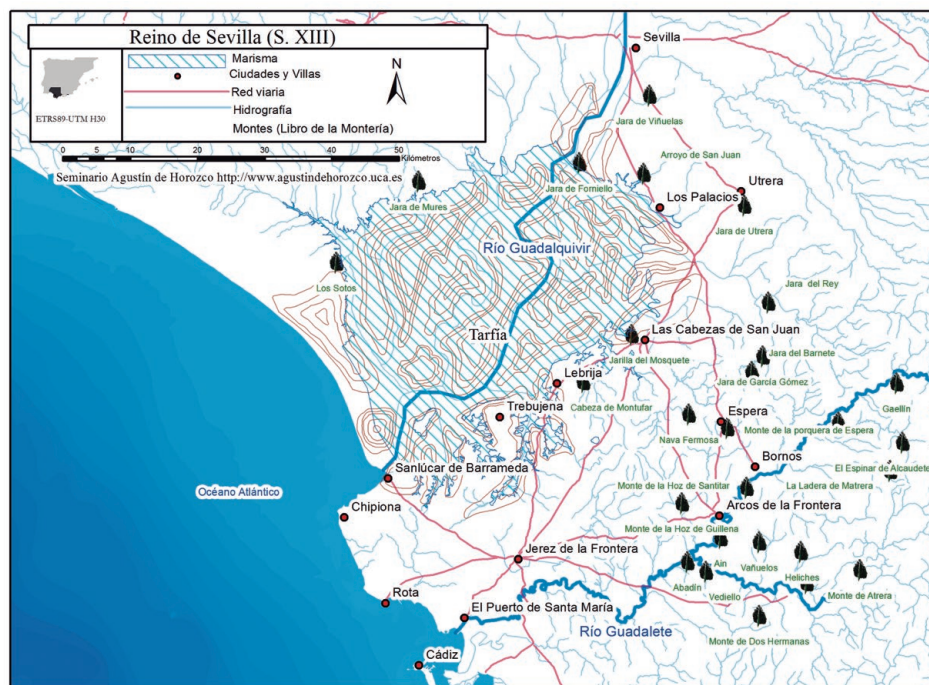 Reino de Sevilla (S. XIII)
ETRS89-UTM H30
Marisma
Ciudades y Villas
Red viaria
Hidrografía
Montes (Libro de la Montería)
N
0 10 20 30 40 50
Kilómetros
Seminario Agustín de Horozco http://www.agustindehorozco.uca.es
Sevilla
Jara de Viñuelas
Arroyo de San Juan
Jara de Mures
Jara de Forniello
Utrera
Los Palacios
Jara de Utrera
Río Guadalquivir
Los Sotos
Jara del Rey
Tarfía
Las Cabezas de San Juan
Jarilla del Mosquete
Jara del Barnete
Lebrija
Jara de García Gómez
Cabeza de Montufar
Gaellín
Trebujena
Espera
Nava Fermosa
Monte de la porquera de Espera
Bornos
El Espinar de Alcaudete
Sanlúcar de Barrameda
Monte de la Hoz de Santitar
La Ladera de Matrera
Océano Atlántico
Chipiona
Arcos de la Frontera
Monte de la Hoz de Guillena
Jerez de la Frontera
Ain
Vañuelos
Heliches
Abadín
Vediello
Monte de Atrera
Rota
El Puerto de Santa María
Río Guadalete
Monte de Dos Hermanas
Cádiz